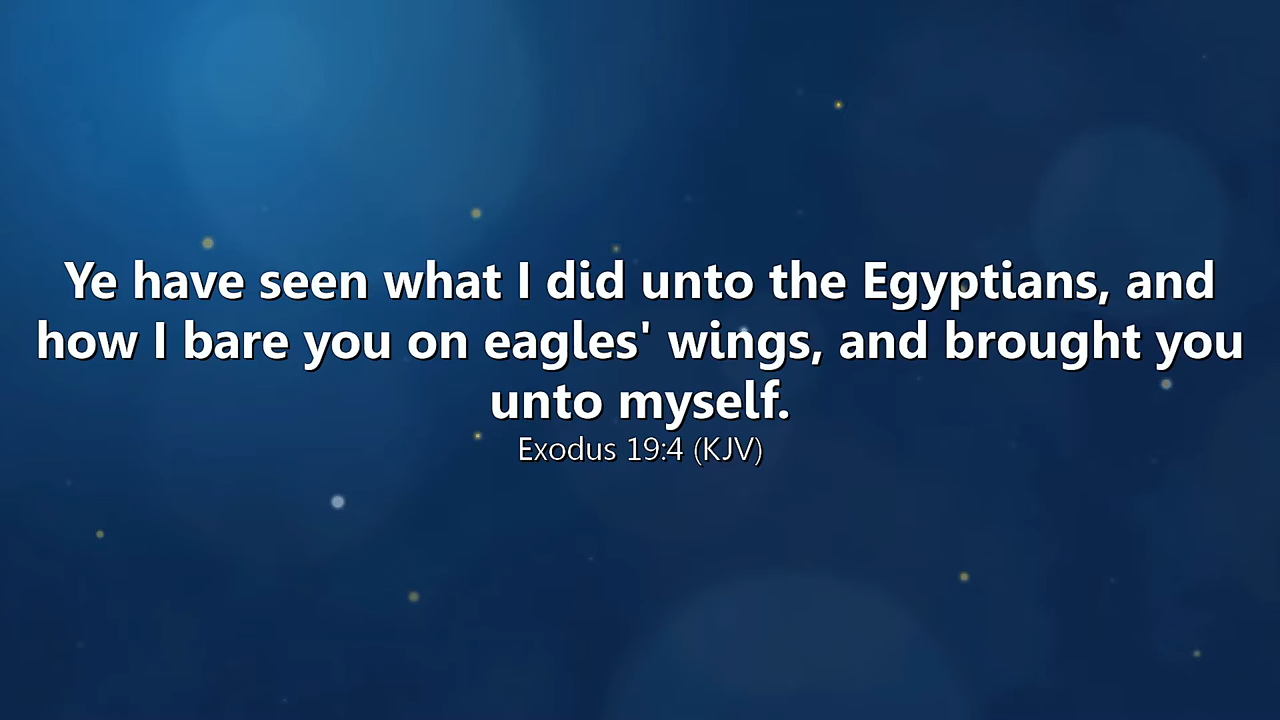 Ye have seen what I did unto the Egyptians, and
how I bare you on eagles' wings, and brought you
unto myself.
Exodus 19:4 (KJV)